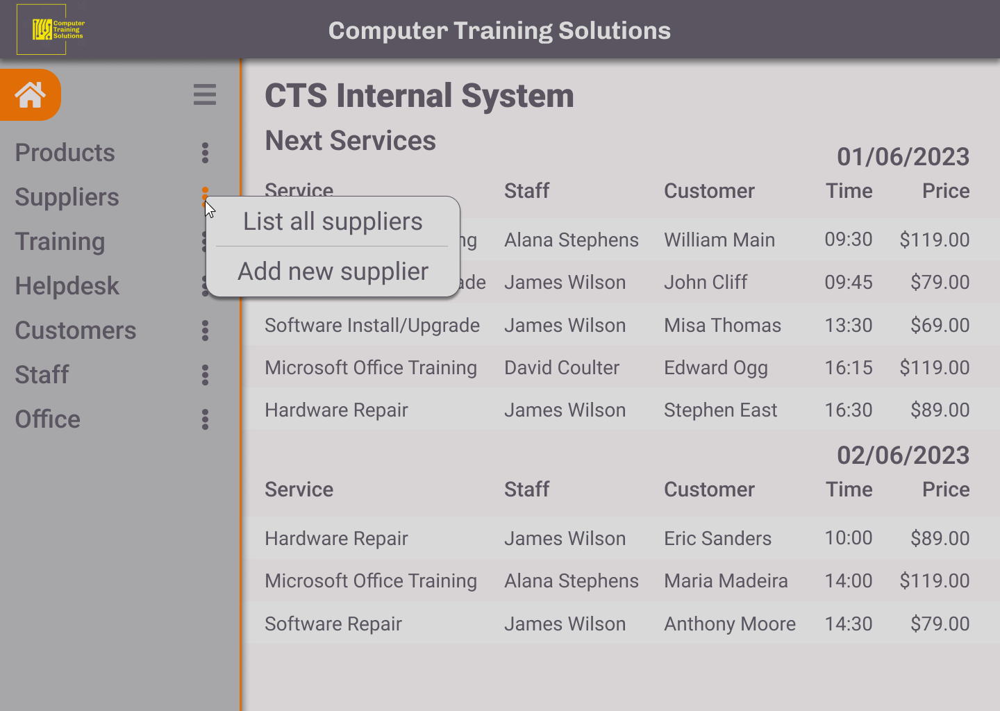 Computer
Training
Solutions
Computer Training Solutions
Products
Suppliers
Training
Helpdesk
Customers
Staff
Office
CTS Internal System
Next Services
01/06/2023
Service Staff Customer Time Price
List all suppliers
Add new supplier
ng Alana Stephens William Main 09:30 $119.00
ade James Wilson John Cliff 09:45 $79.00
Software Install/Upgrade James Wilson Misa Thomas 13:30 $69.00
Microsoft Office Training David Coulter Edward Ogg 16:15 $119.00
Hardware Repair James Wilson Stephen East 16:30 $89.00
02/06/2023
Service Staff Customer Time Price
Hardware Repair James Wilson Eric Sanders 10:00 $89.00
Microsoft Office Training Alana Stephens Maria Madeira 14:00 $119.00
Software Repair James Wilson Anthony Moore 14:30 $79.00